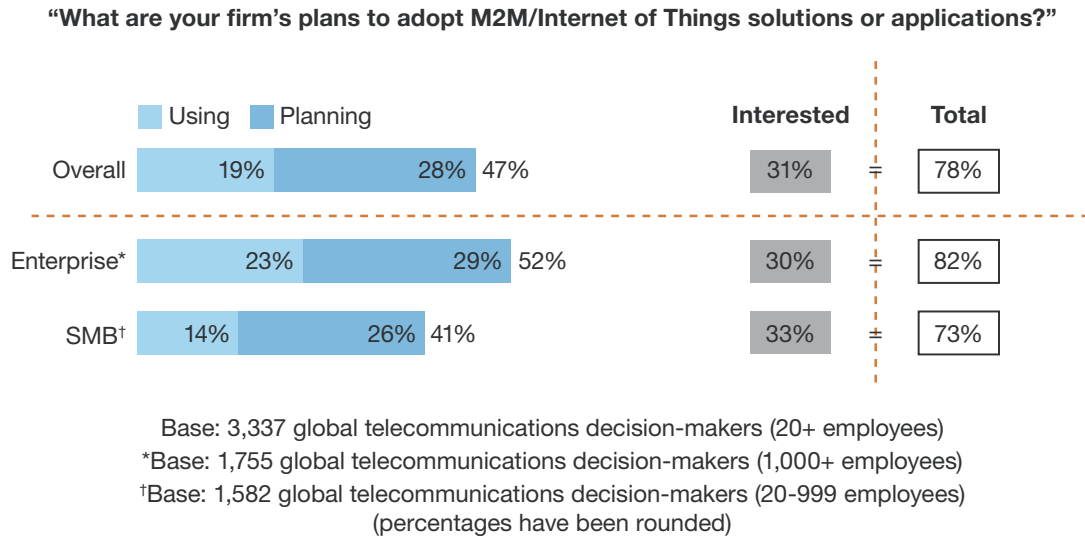 “What are your firm’s plans to adopt M2M/Internet of Things solutions or applications?”
Using Planning Interested Total
Overall 19% 28% 47% 31% = 78%
Enterprise* 23% 29% 52% 30% = 82%
SMB† 14% 26% 41% 33% = 73%
Base: 3,337 global telecommunications decision-makers (20+ employees)
*Base: 1,755 global telecommunications decision-makers (1,000+ employees)
†Base: 1,582 global telecommunications decision-makers (20-999 employees)
(percentages have been rounded)